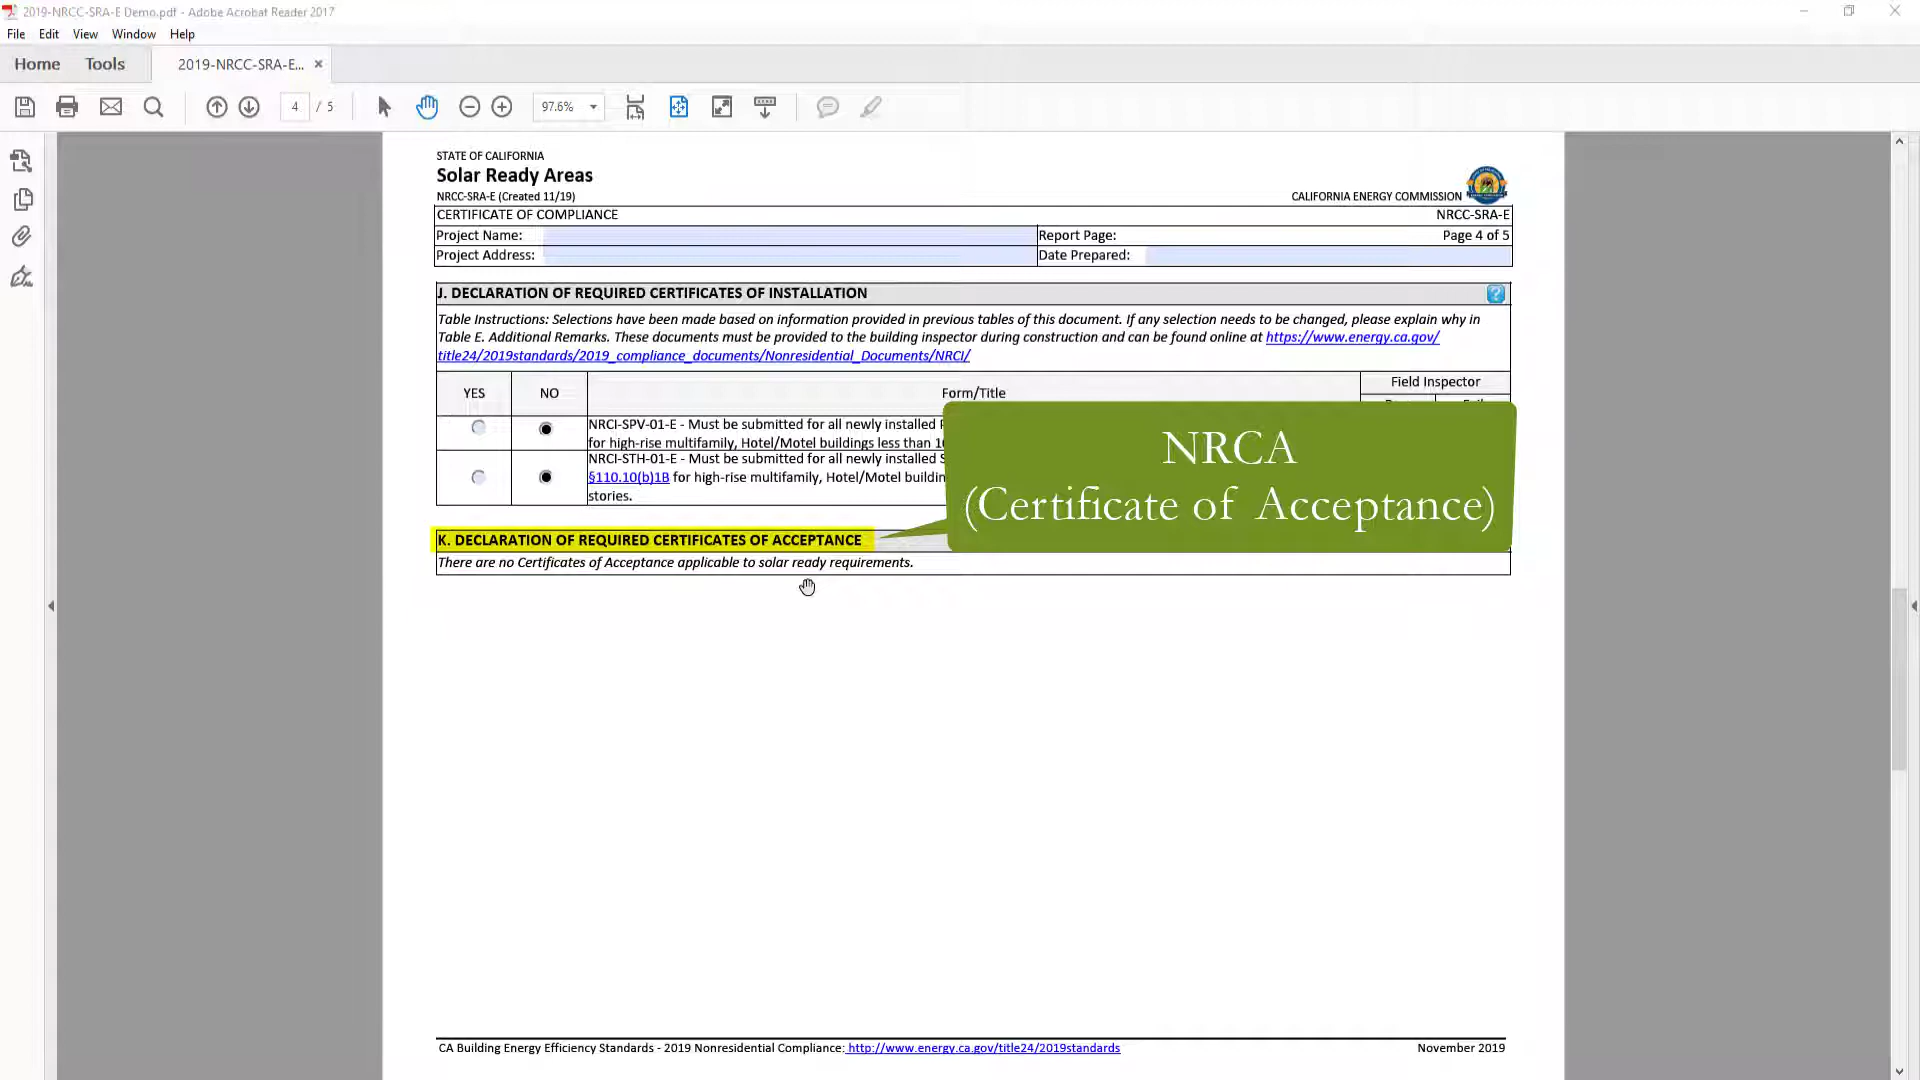 2019-NRCC-SRA-E Demo.pdf - Adobe Acrobat Reader 2017
File Edit View Window Help
Home Tools 2019-NRCC-SRA-E...
4 / 5 97.6%
STATE OF CALIFORNIA
Solar Ready Areas
NRCC-SRA-E (Created 11/19) CALIFORNIA ENERGY COMMISSION
CERTIFICATE OF COMPLIANCE NRCC-SRA-E
Project Name: Report Page: Page 4 of 5
Project Address: Date Prepared:
J. DECLARATION OF REQUIRED CERTIFICATES OF INSTALLATION
Table Instructions: Selections have been made based on information provided in previous tables of this document. If any selection needs to be changed, please explain why in
Table E. Additional Remarks. These documents must be provided to the building inspector during construction and can be found online at https://www.energy.ca.gov/
title24/2019standards/2019_compliance_documents/Nonresidential_Documents/NRCI/
YES NO Form/Title Field Inspector
NRCI-SPV-01-E - Must be submitted for all newly installed
for high-rise multifamily, Hotel/Motel buildings less than
NRCI-STH-01-E - Must be submitted for all newly installed
§110.10(b)1B for high-rise multifamily, Hotel/Motel
stories.
NRCA
(Certificate of Acceptance)
K. DECLARATION OF REQUIRED CERTIFICATES OF ACCEPTANCE
There are no Certificates of Acceptance applicable to solar ready requirements.
CA Building Energy Efficiency Standards - 2019 Nonresidential Compliance: http://www.energy.ca.gov/title24/2019standards November 2019